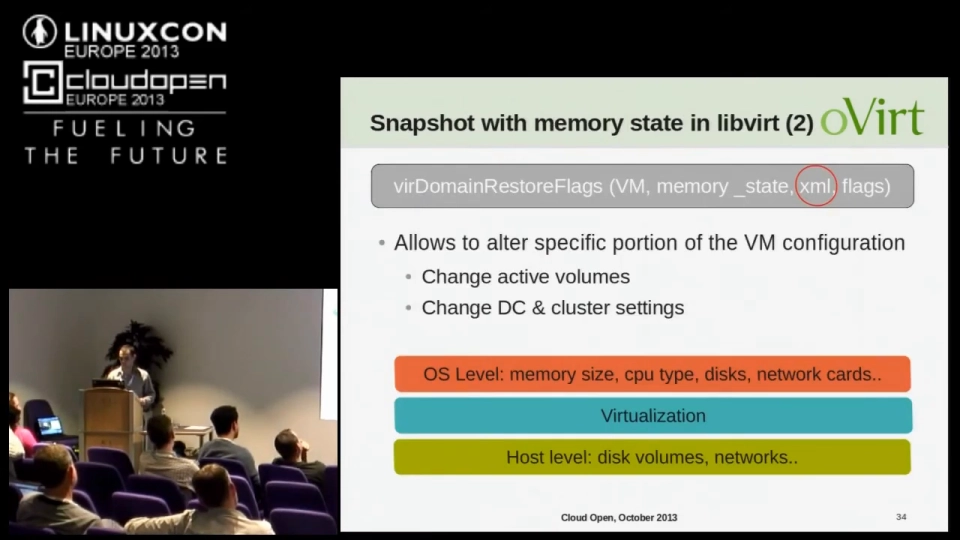 LINUXCON
EUROPE 2013
cloudopen
EUROPE 2013
FUELING
THE FUTURE
Snapshot with memory state in libvirt (2)
oVirt
virDomainRestoreFlags (VM, memory _state, xml, flags)
• Allows to alter specific portion of the VM configuration
• Change active volumes
• Change DC & cluster settings
OS Level: memory size, cpu type, disks, network cards..
Virtualization
Host level: disk volumes, networks..
Cloud Open, October 2013
34